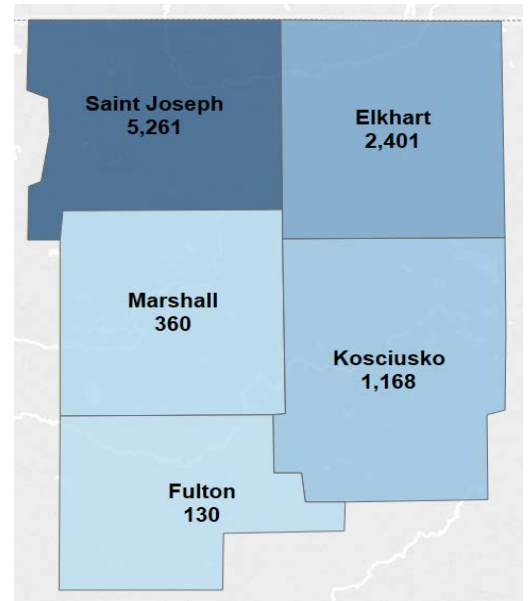 Saint Joseph
5,261
Elkhart
2,401
Marshall
360
Kosciusko
1,168
Fulton
130